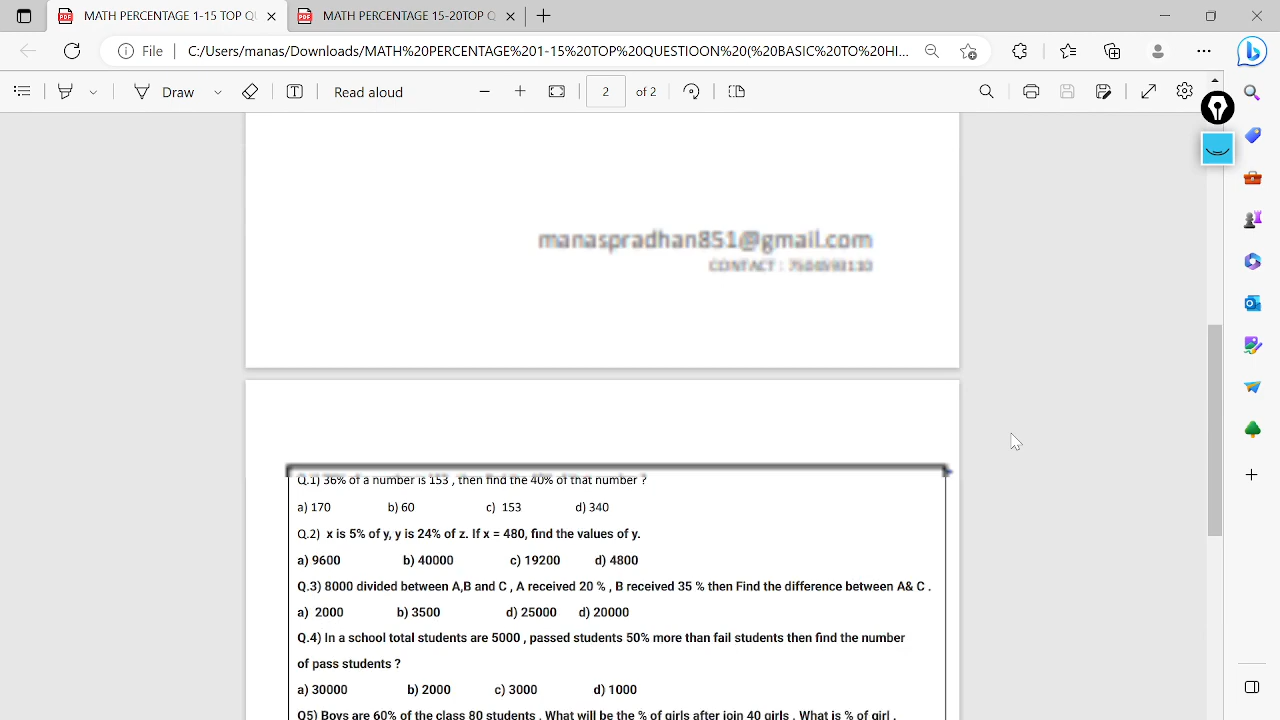 MATH PERCENTAGE 1-15 TOP QU
MATH PERCENTAGE 15-20TOP Q
File
C:/Users/manas/Downloads/MATH%20PERCENTAGE%201-15%20TOP%20QUESTIOON%20(%20BASIC%20TO%20HI...
Draw
Read aloud
2 of 2
manaspradhan851@gmail.com
CONTACT :
Q.1) 36% of a number is 153 , then find the 40% of that number ?
a) 170 b) 60 c) 153 d) 340
Q.2) x is 5% of y, y is 24% of z. If x = 480, find the values of y.
a) 9600 b) 40000 c) 19200 d) 4800
Q.3) 8000 divided between A,B and C , A received 20 % , B received 35 % then Find the difference between A& C .
a) 2000 b) 3500 d) 25000 d) 20000
Q.4) In a school total students are 5000 , passed students 50% more than fail students then find the number
of pass students ?
a) 30000 b) 2000 c) 3000 d) 1000
Q5) Boys are 60% of the class 80 students . What will be the % of girls after join 40 girls . What is % of girl .